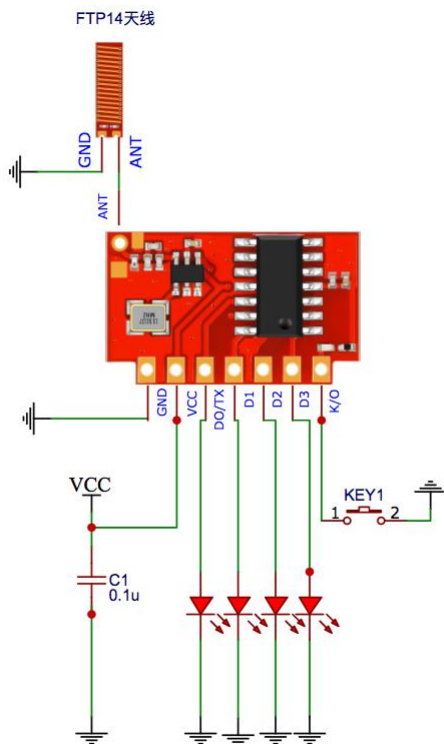 FTP14天线
GND
ANT
ANT
GND
VCC
DO/TX
D1
D2
D3
K/O
VCC
C1
0.1u
KEY1
1
2